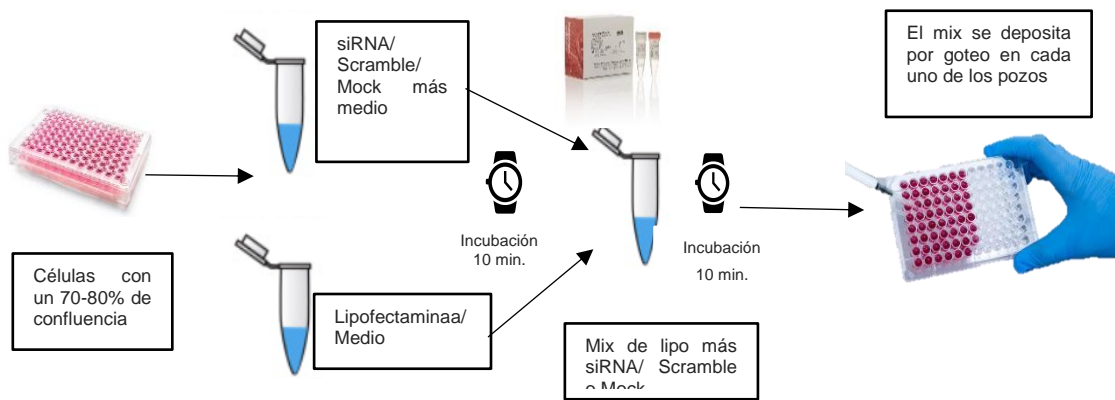 siRNA/
Scramble/
Mock más
medio
El mix se deposita
por goteo en cada
uno de los pozos
Incubación
10 min.
Incubación
10 min.
Células con
un 70-80% de
confluencia
Lipofectaminaa/
Medio
Mix de lipo más
siRNA/ Scramble
o Mock